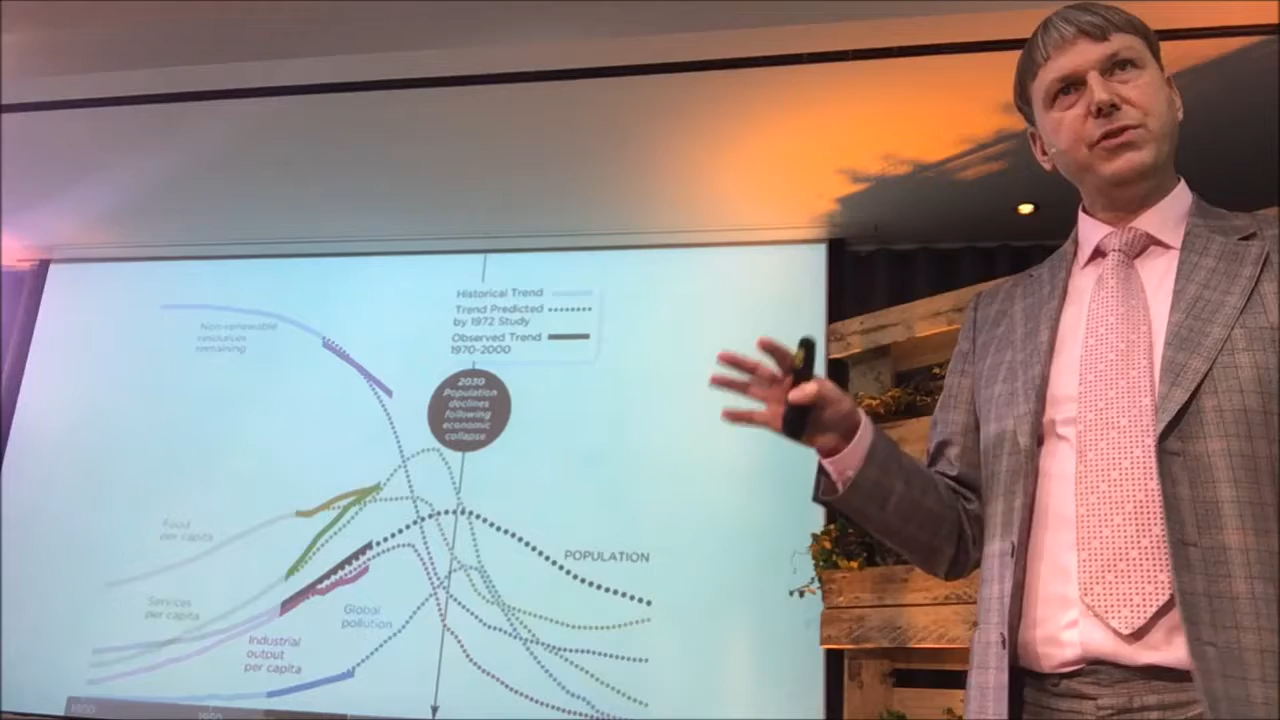 Historical Trend
Trend Predicted
by 1972 Study
Observed Trend
1970-2000
Non-renewable
resources
remaining
2030
Population
declines
following
economic
collapse
Food
per capita
POPULATION
Services
per capita
Global
pollution
Industrial
output
per capita
1900